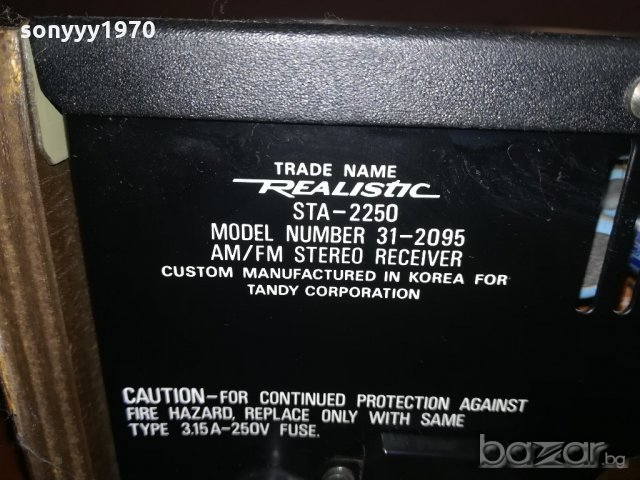 sonyyy1970
TRADE NAME
REALISTIC
STA-2250
MODEL NUMBER 31-2095
AM/FM STEREO RECEIVER
CUSTOM MANUFACTURED IN KOREA FOR
TANDY CORPORATION
CAUTION-FOR CONTINUED PROTECTION AGAINST
FIRE HAZARD, REPLACE ONLY WITH SAME
TYPE 3.15A-250V FUSE.
bazar.bg